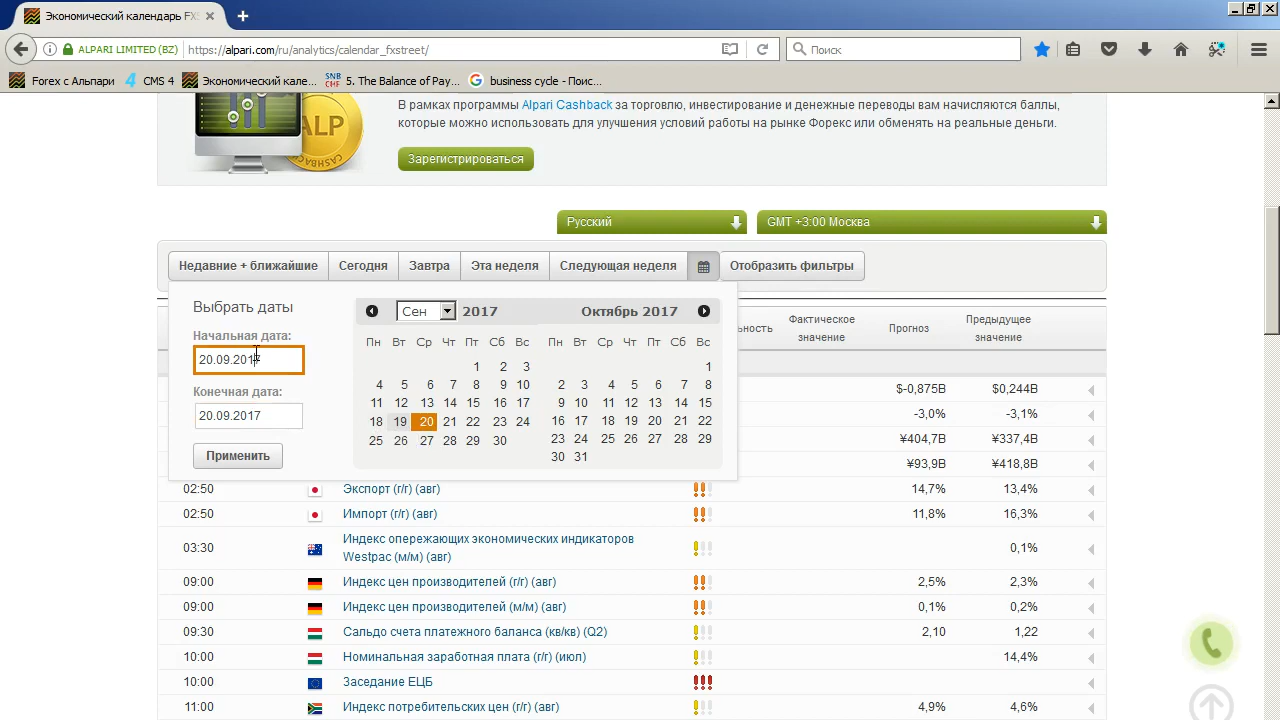 Экономический календарь FXS
ALPARI LIMITED (BZ)
https://alpari.com/ru/analytics/calendar_fxstreet/
Поиск
Forex с Альпари
CMS 4
Экономический кале...
SNB CHF
5. The Balance of Pay...
business cycle - Поис...
В рамках программы Alpari Cashback за торговлю, инвестирование и денежные переводы вам начисляются баллы,
которые можно использовать для улучшения условий работы на рынке Форекс или обменять на реальные деньги.
ALP
CASHBACK
Зарегистрироваться
Русский
GMT +3:00 Москва
Недавние + ближайшие
Сегодня
Завтра
Эта неделя
Следующая неделя
Отобразить фильтры
Выбрать даты
Начальная дата:
20.09.2017
Конечная дата:
20.09.2017
Применить
Сен 2017
Пн Вт Ср Чт Пт Сб Вс
1 2 3
4 5 6 7 8 9 10
11 12 13 14 15 16 17
18 19 20 21 22 23 24
25 26 27 28 29 30
Октябрь 2017
Пн Вт Ср Чт Пт Сб Вс
1
2 3 4 5 6 7 8
9 10 11 12 13 14 15
16 17 18 19 20 21 22
23 24 25 26 27 28 29
30 31
ность
Фактическое
значение
Прогноз
Предыдущее
значение
$-0,875B $0,244B
-3,0% -3,1%
¥404,7B ¥337,4B
¥93,9B ¥418,8B
02:50 Экспорт (г/г) (авг) 14,7% 13,4%
02:50 Импорт (г/г) (авг) 11,8% 16,3%
03:30 Индекс опережающих экономических индикаторов
Westpac (м/м) (авг) 0,1%
09:00 Индекс цен производителей (г/г) (авг) 2,5% 2,3%
09:00 Индекс цен производителей (м/м) (авг) 0,1% 0,2%
09:30 Сальдо счета платежного баланса (кв/кв) (Q2) 2,10 1,22
10:00 Номинальная заработная плата (г/г) (июл) 14,4%
10:00 Заседание ЕЦБ
11:00 Индекс потребительских цен (г/г) (авг) 4,9% 4,6%